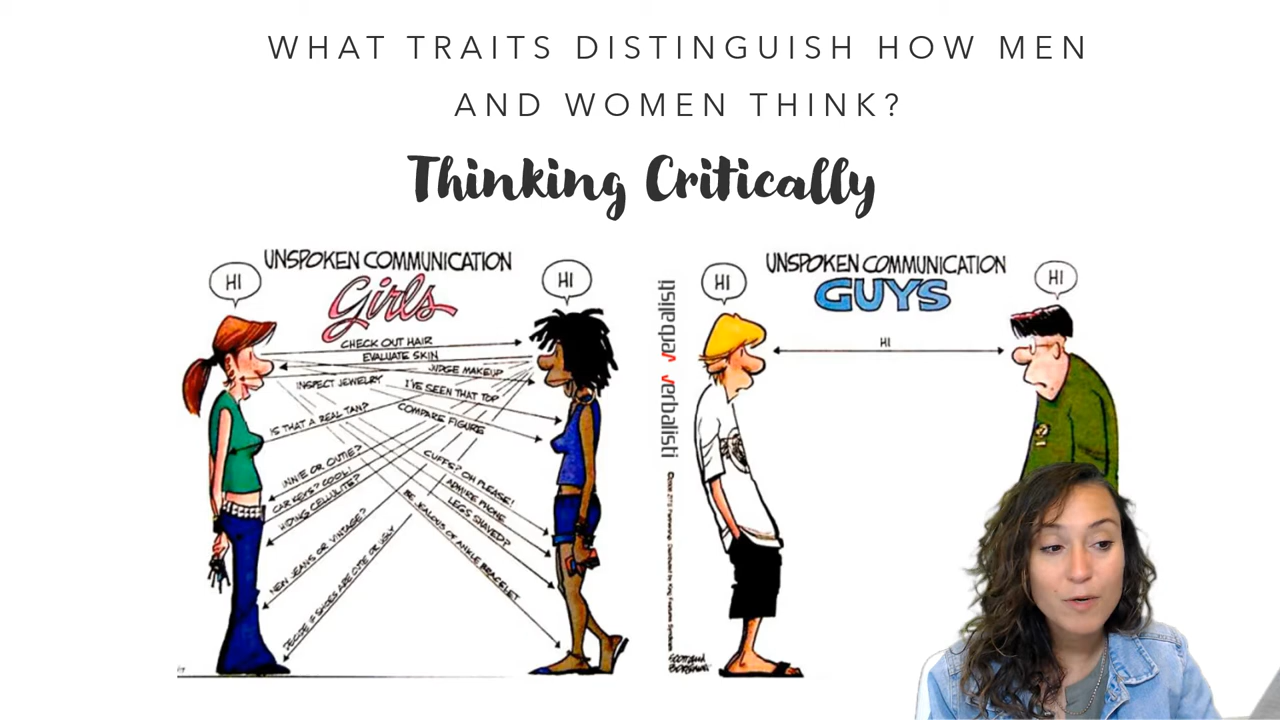 WHAT TRAITS DISTINGUISH HOW MEN
AND WOMEN THINK?
Thinking Critically
UNSPOKEN COMMUNICATION
Girls
HI
HI
CHECK OUT HAIR
EVALUATE SKIN
JUDGE MAKEUP
INSPECT JEWELRY
I'VE SEEN THAT TOP
IS THAT A REAL TAN?
COMPARE FIGURE
INNIE OR OUTIE?
CAR KEYS? COOL!
HIDING CELLULITE?
CUFFS? OH PLEASE!
ADMIRE PHONE
LEGS SHAVED?
NEW JEANS OR VINTAGE?
BE JEALOUS OF ANKLE BRACELET
DECIDE IF SHOES ARE CUTE OR UGLY
verbalisti verbalisti
UNSPOKEN COMMUNICATION
GUYS
HI
HI
HI